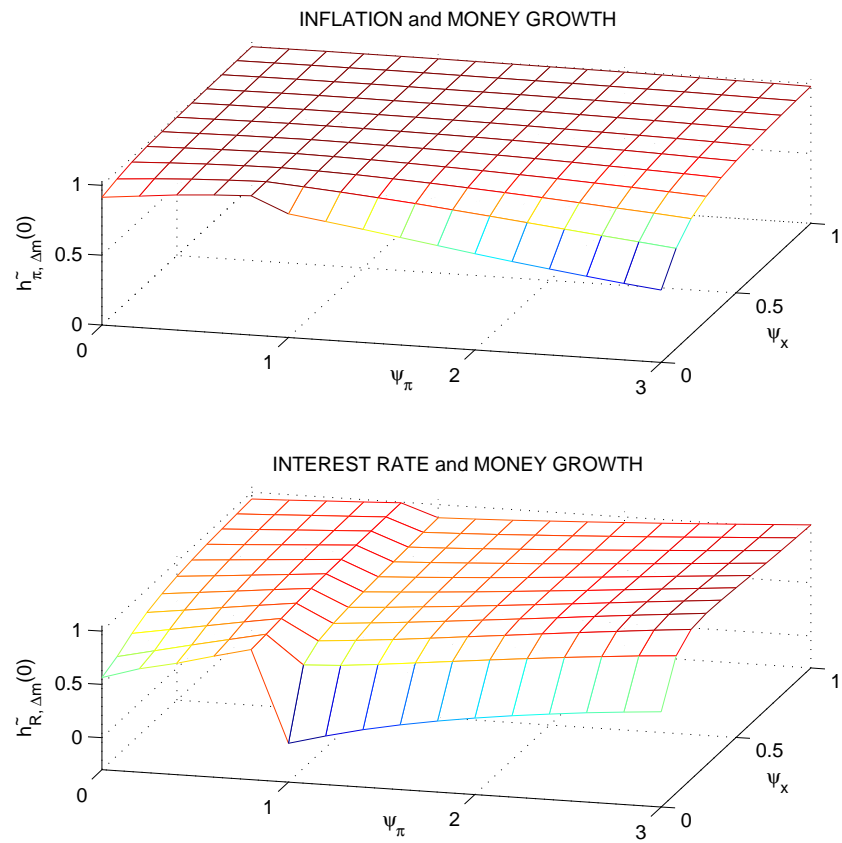 INFLATION and MONEY GROWTH
1
0.5
0
h~π, Δm(0)
0
1
2
3
ψπ
0
0.5
1
ψx
INTEREST RATE and MONEY GROWTH
1
0.5
0
h~R, Δm(0)
0
1
2
3
ψπ
0
0.5
1
ψx